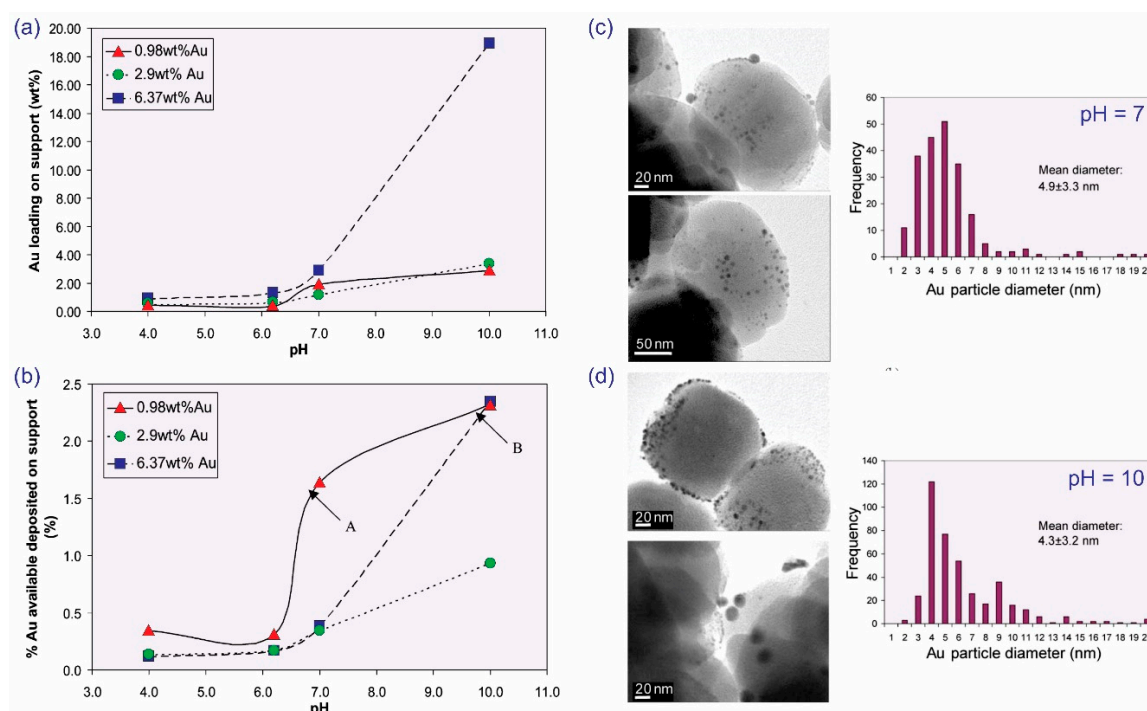 (a)
20.00
18.00
16.00
14.00
12.00
10.00
8.00
6.00
4.00
2.00
0.00
Au loading on support (wt%)
0.98wt%Au
2.9wt% Au
6.37wt% Au
3.0 4.0 5.0 6.0 7.0 8.0 9.0 10.0 11.0
pH
(b)
2.5
2.0
1.5
1.0
0.5
0.0
% Au available deposited on support
(%)
0.98wt%Au
2.9wt% Au
6.37wt% Au
A
B
3.0 4.0 5.0 6.0 7.0 8.0 9.0 10.0 11.0
pH
(c)
20 nm
50 nm
60
50
40
30
20
10
0
Frequency
pH = 7
Mean diameter:
4.9±3.3 nm
1 2 3 4 5 6 7 8 9 10 11 12 13 14 15 16 17 18 19
Au particle diameter (nm)
(d)
20 nm
20 nm
140
120
100
80
60
40
20
0
Frequency
pH = 10
Mean diameter:
4.3±3.2 nm
1 2 3 4 5 6 7 8 9 10 11 12 13 14 15 16 17 18 19
Au particle diameter (nm)